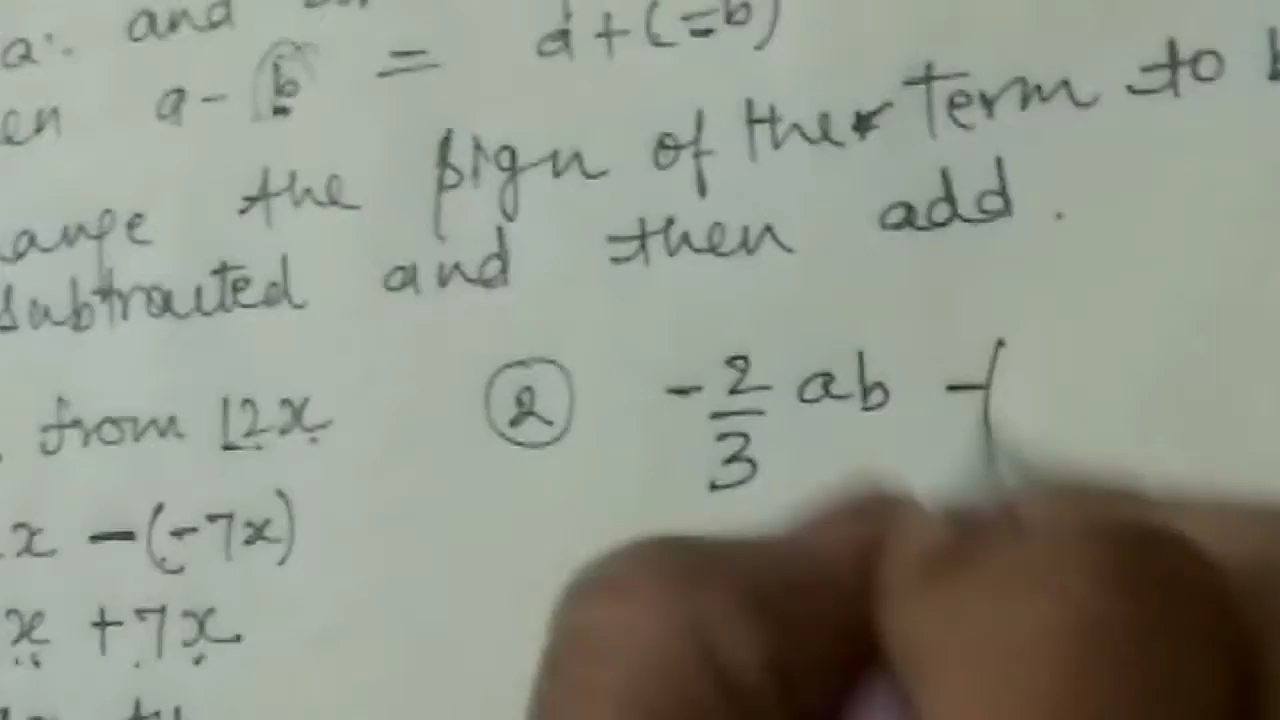 a. and
en a - b = a + (-b)
ange the sign of the term to b
subtracted and then add.
from 12x
x - (-7x)
x + 7x
② -2/3 ab - (